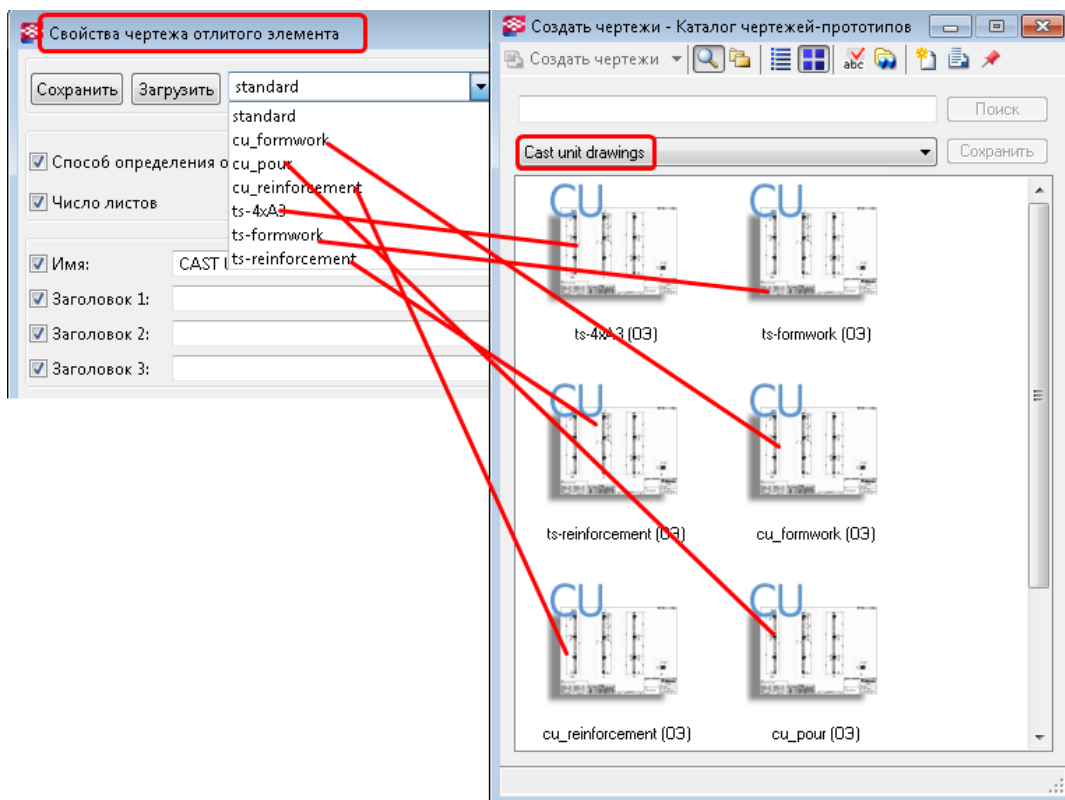 Свойства чертежа отлитого элемента
Сохранить
Загрузить
standard
standard
cu_formwork
cu_pour
cu_reinforcement
ts-4xA3
ts-formwork
ts-reinforcement
Способ определения о
Число листов
Имя:
CAST U
Заголовок 1:
Заголовок 2:
Заголовок 3:
Создать чертежи - Каталог чертежей-прототипов
Создать чертежи
abc
Поиск
Cast unit drawings
Сохранить
CU
CU
ts-4xA3 (ОЭ)
ts-formwork (ОЭ)
CU
CU
ts-reinforcement (ОЭ)
cu_formwork (ОЭ)
CU
CU
cu_reinforcement (ОЭ)
cu_pour (ОЭ)